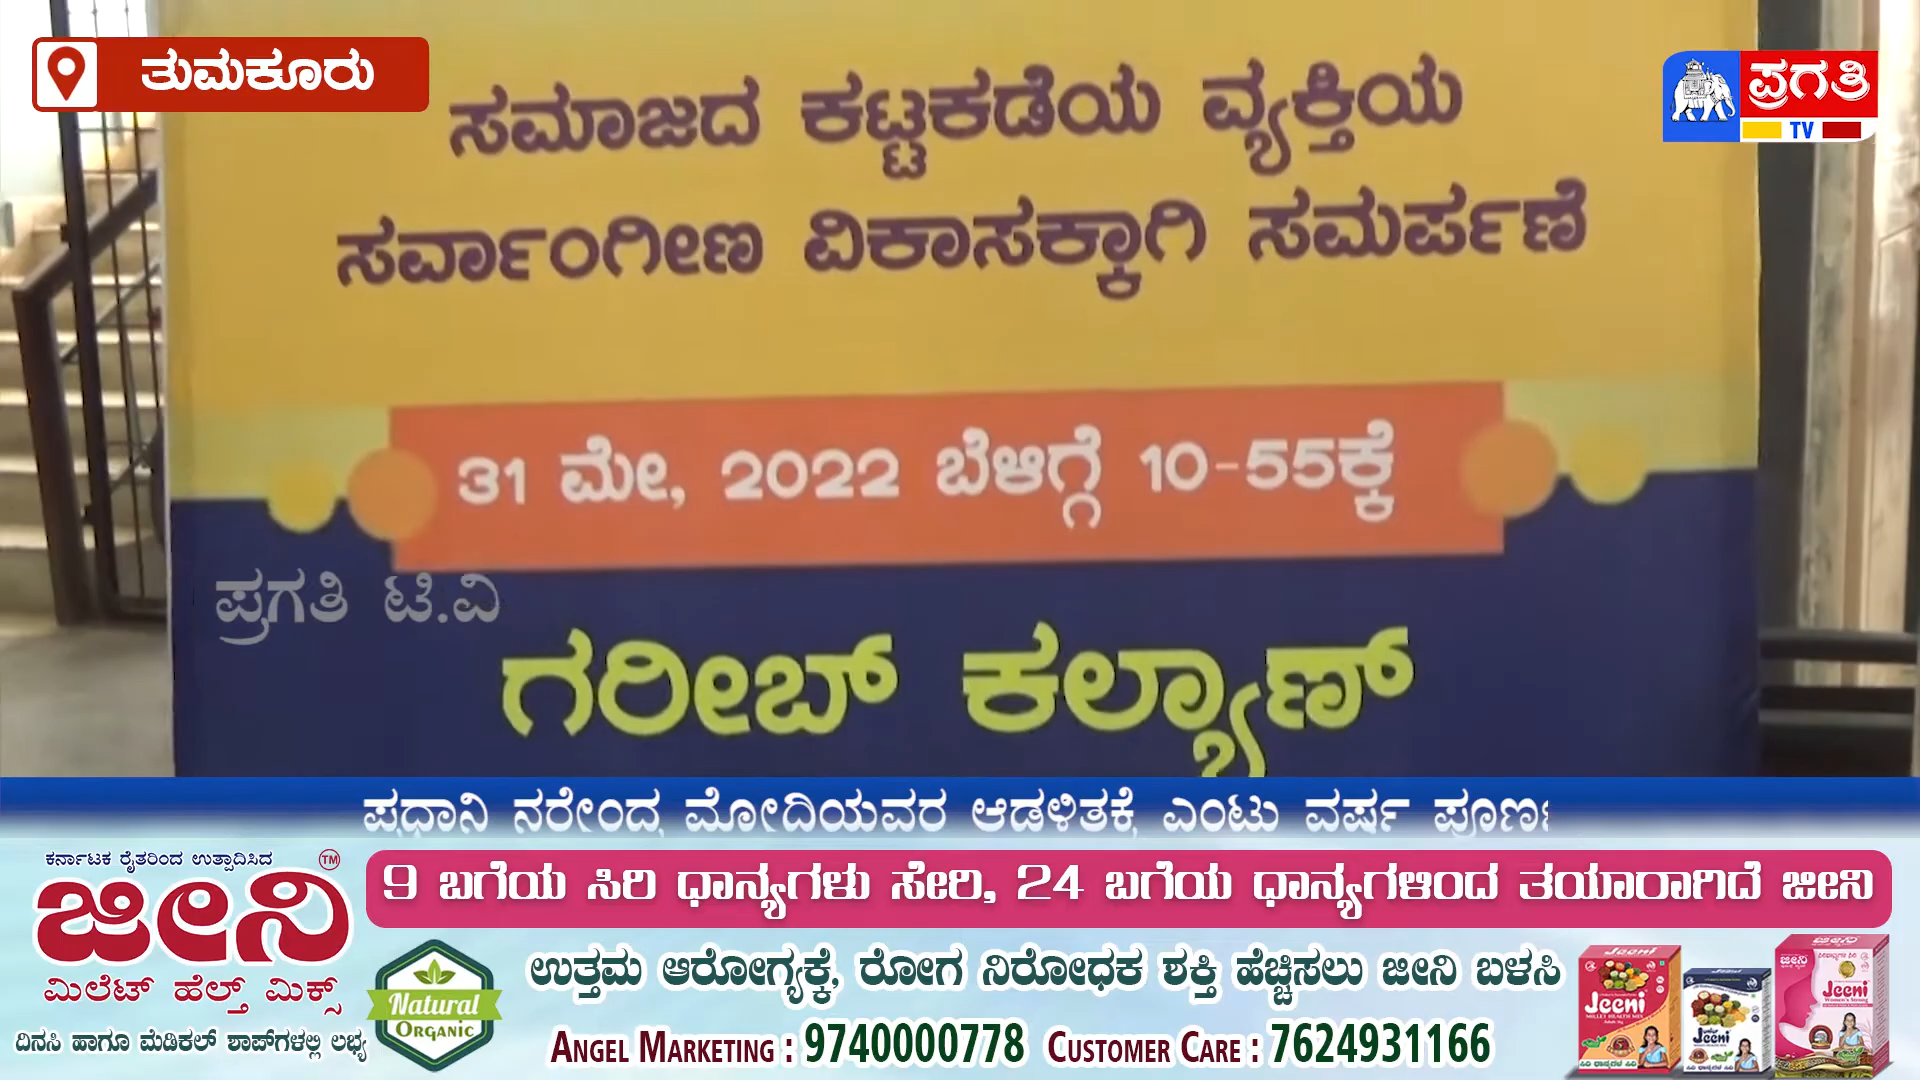 ತುಮಕೂರು
ಪ್ರಗತಿ
TV
ಸಮಾಜದ ಕಟ್ಟಕಡೆಯ ವ್ಯಕ್ತಿಯ
ಸರ್ವಾಂಗೀಣ ವಿಕಾಸಕ್ಕಾಗಿ ಸಮರ್ಪಣೆ
31 ಮೇ, 2022 ಬೆಳಿಗ್ಗೆ 10-55ಕ್ಕೆ
ಪ್ರಗತಿ ಟಿ.ವಿ
ಗರೀಬ್ ಕಲ್ಯಾಣ್
ಪ್ರಧಾನಿ ನರೇಂದ್ರ ಮೋದಿಯವರ ಆಡಳಿತಕ್ಕೆ ಎಂಟು ವರ್ಷ ಪೂರ್ಣ
ಕರ್ನಾಟಕ ರೈತರಿಂದ ಉತ್ಪಾದಿಸಿದ
TM
ಜೀನಿ
ಮಿಲೆಟ್ ಹೆಲ್ತ್ ಮಿಕ್ಸ್
ದಿನಸಿ ಹಾಗೂ ಮೆಡಿಕಲ್ ಶಾಪ್‌ಗಳಲ್ಲಿ ಲಭ್ಯ
9 ಬಗೆಯ ಸಿರಿ ಧಾನ್ಯಗಳು ಸೇರಿ, 24 ಬಗೆಯ ಧಾನ್ಯಗಳಿಂದ ತಯಾರಾಗಿದೆ ಜೀನಿ
Natural
ORGANIC
ಉತ್ತಮ ಆರೋಗ್ಯಕ್ಕೆ, ರೋಗ ನಿರೋಧಕ ಶಕ್ತಿ ಹೆಚ್ಚಿಸಲು ಜೀನಿ ಬಳಸಿ
ANGEL MARKETING : 9740000778 CUSTOMER CARE : 7624931166
Jeeni
Jeeni
ಜೀನಿ
Jeeni